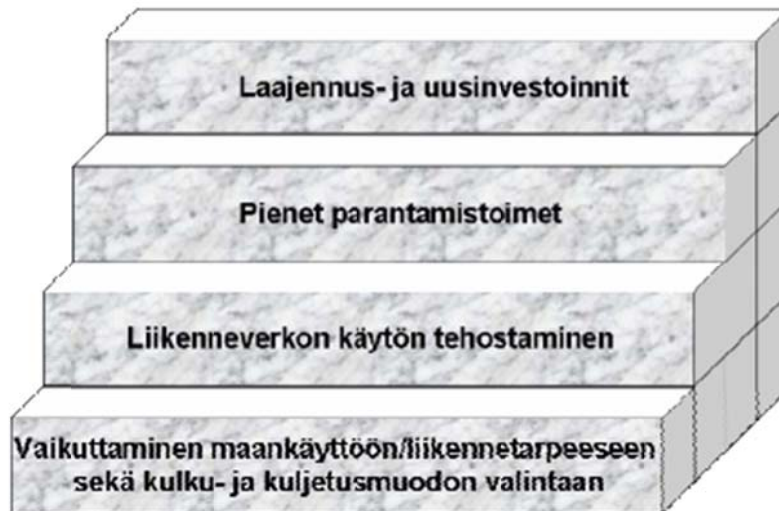 Laajennus- ja uusinvestoinnit
Pienet parantamistoimet
Liikenneverkon käytön tehostaminen
Vaikuttaminen maankäyttöön/liikennetarpeeseen
sekä kulku- ja kuljetusmuodon valintaan